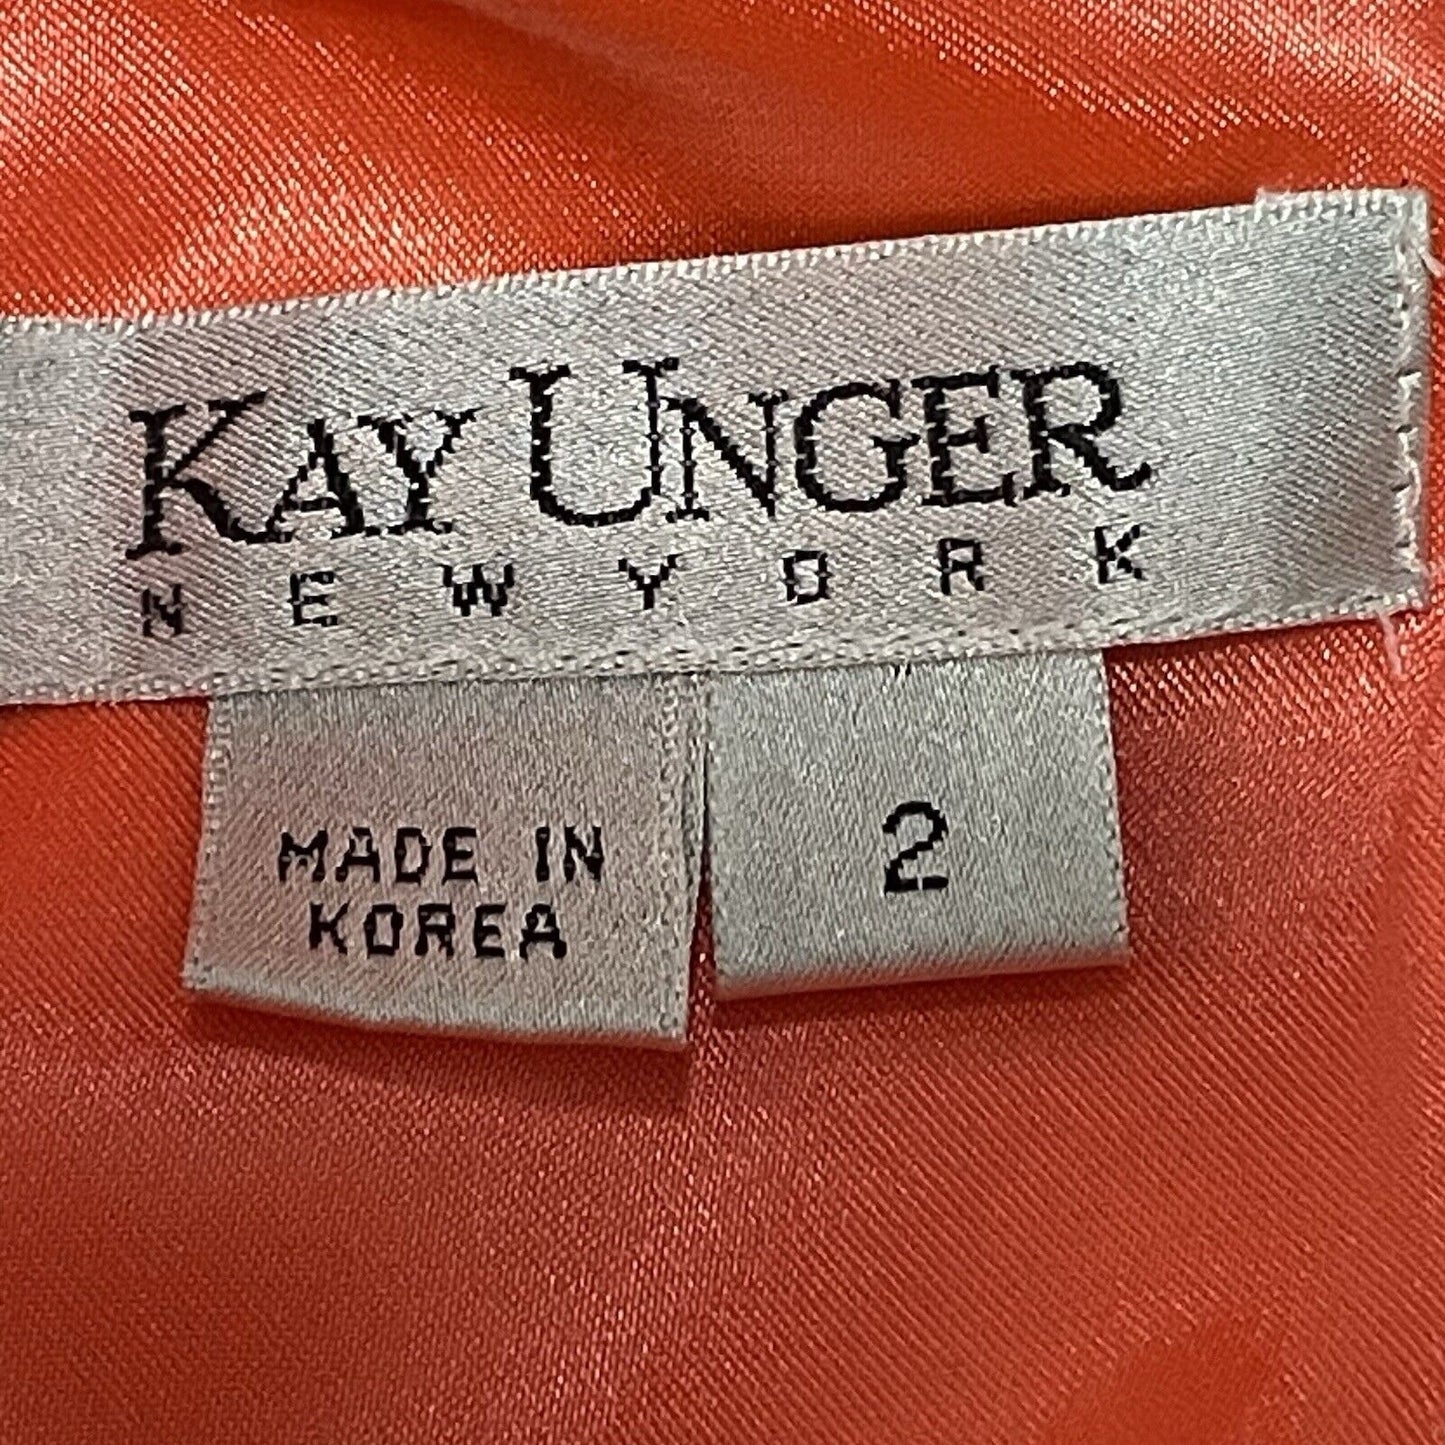 KAY UNGER
NEW YORK
MADE IN
KOREA
2